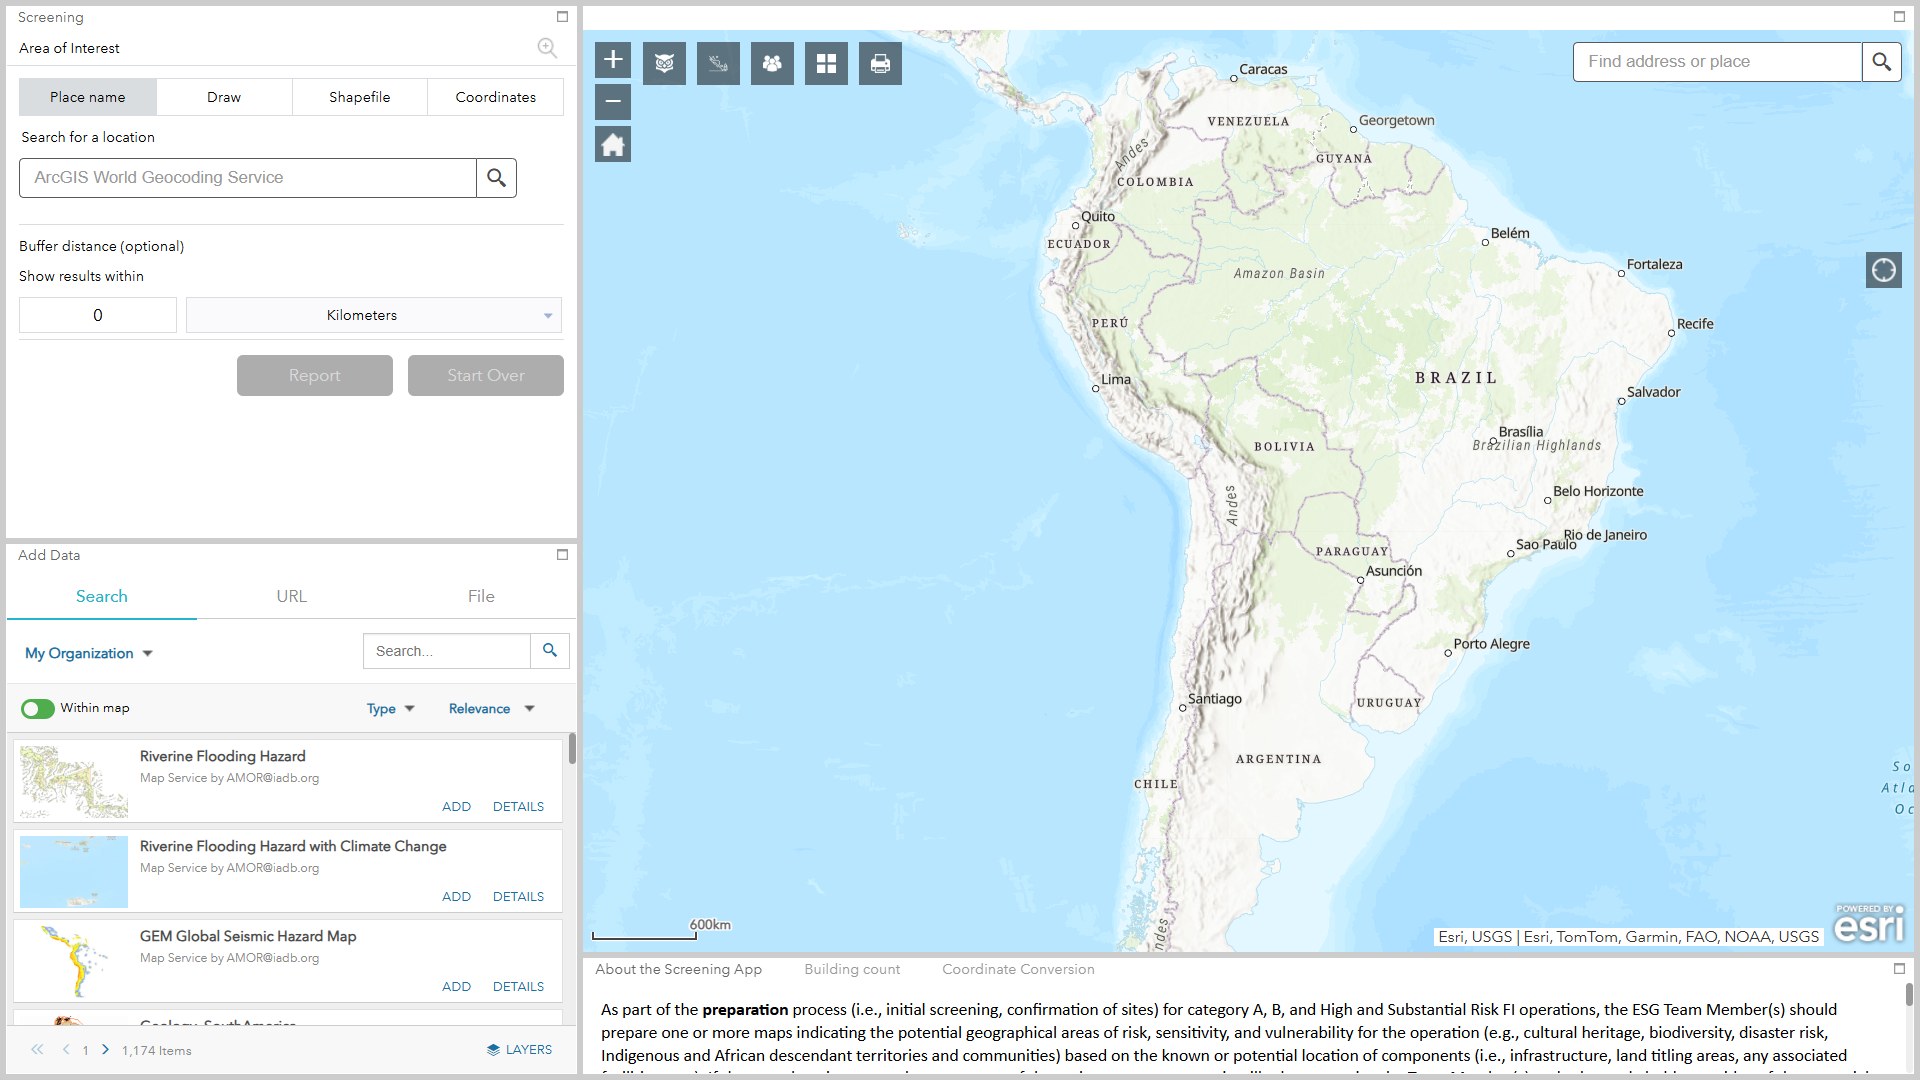 Screening
Area of Interest
Place name
Draw
Shapefile
Coordinates
Search for a location
ArcGIS World Geocoding Service
Buffer distance (optional)
Show results within
0
Kilometers
Report
Start Over
Add Data
Search
URL
File
My Organization
Search...
Within map
Type
Relevance
Riverine Flooding Hazard
Map Service by AMOR@iadb.org
ADD DETAILS
Riverine Flooding Hazard with Climate Change
Map Service by AMOR@iadb.org
ADD DETAILS
GEM Global Seismic Hazard Map
Map Service by AMOR@iadb.org
ADD DETAILS
1
1,174 Items
LAYERS
Find address or place
Caracas
VENEZUELA
Georgetown
GUYANA
Andes
COLOMBIA
Quito
ECUADOR
Belém
Amazon Basin
Fortaleza
PERÚ
Recife
BRAZIL
Lima
Salvador
Brasília
Brazilian Highlands
BOLIVIA
Andes
Belo Horizonte
Rio de Janeiro
Sao Paulo
PARAGUAY
Asunción
Porto Alegre
Santiago
URUGUAY
ARGENTINA
CHILE
So
Atla
Oc
ndes
600km
POWERED BY
esri
Esri, USGS | Esri, TomTom, Garmin, FAO, NOAA, USGS
About the Screening App
Building count
Coordinate Conversion
As part of the preparation process (i.e., initial screening, confirmation of sites) for category A, B, and High and Substantial Risk FI operations, the ESG Team Member(s) should
prepare one or more maps indicating the potential geographical areas of risk, sensitivity, and vulnerability for the operation (e.g., cultural heritage, biodiversity, disaster risk,
Indigenous and African descendant territories and communities) based on the known or potential location of components (i.e., infrastructure, land titling areas, any associated